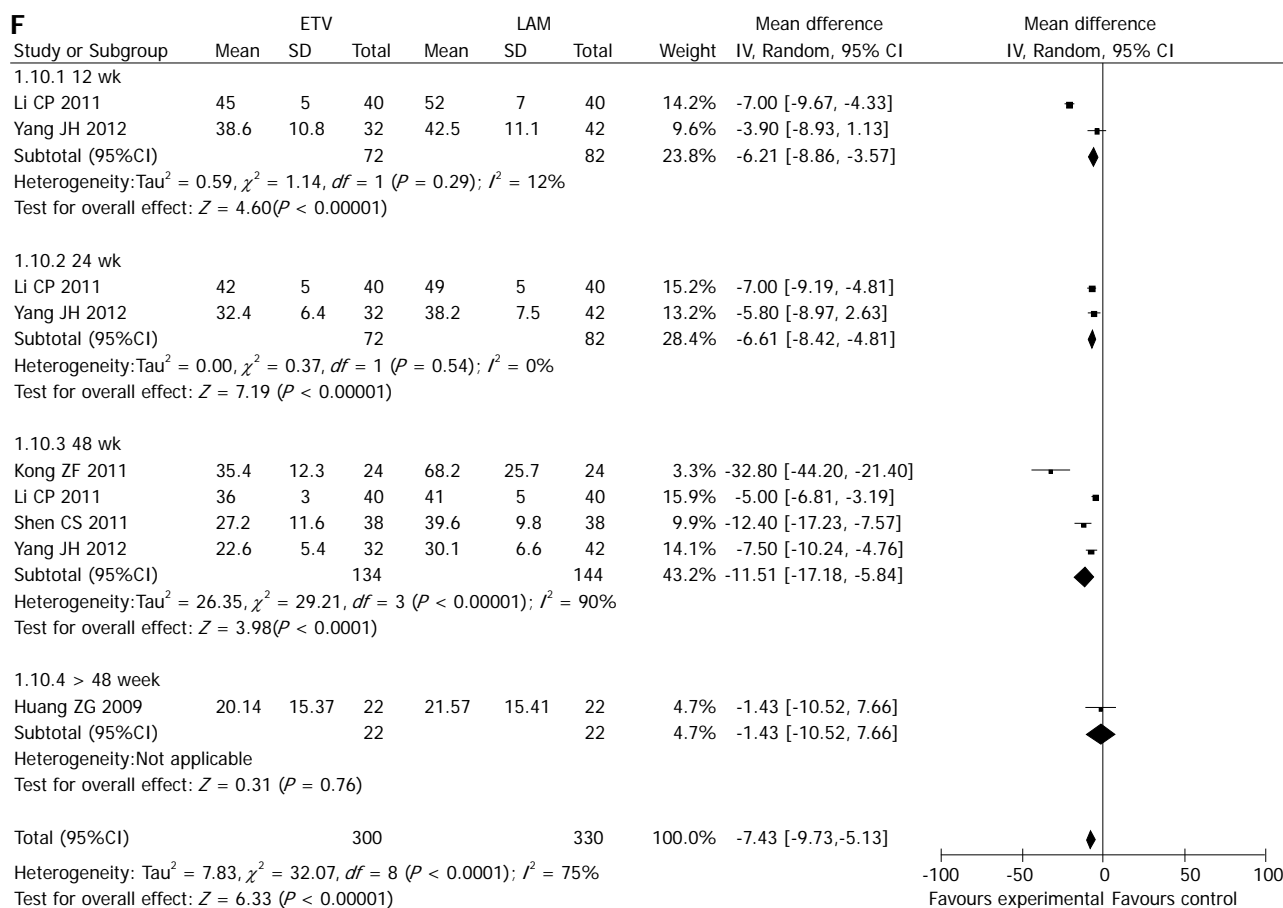 F ETV LAM Mean dfference Mean difference
Study or Subgroup Mean SD Total Mean SD Total Weight IV, Random, 95% CI IV, Random, 95% CI
1.10.1 12 wk
Li CP 2011 45 5 40 52 7 40 14.2% -7.00 [-9.67, -4.33]
Yang JH 2012 38.6 10.8 32 42.5 11.1 42 9.6% -3.90 [-8.93, 1.13]
Subtotal (95%CI) 72 82 23.8% -6.21 [-8.86, -3.57]
Heterogeneity:Tau² = 0.59, χ² = 1.14, df = 1 (P = 0.29); I² = 12%
Test for overall effect: Z = 4.60(P < 0.00001)
1.10.2 24 wk
Li CP 2011 42 5 40 49 5 40 15.2% -7.00 [-9.19, -4.81]
Yang JH 2012 32.4 6.4 32 38.2 7.5 42 13.2% -5.80 [-8.97, 2.63]
Subtotal (95%CI) 72 82 28.4% -6.61 [-8.42, -4.81]
Heterogeneity:Tau² = 0.00, χ² = 0.37, df = 1 (P = 0.54); I² = 0%
Test for overall effect: Z = 7.19 (P < 0.00001)
1.10.3 48 wk
Kong ZF 2011 35.4 12.3 24 68.2 25.7 24 3.3% -32.80 [-44.20, -21.40]
Li CP 2011 36 3 40 41 5 40 15.9% -5.00 [-6.81, -3.19]
Shen CS 2011 27.2 11.6 38 39.6 9.8 38 9.9% -12.40 [-17.23, -7.57]
Yang JH 2012 22.6 5.4 32 30.1 6.6 42 14.1% -7.50 [-10.24, -4.76]
Subtotal (95%CI) 134 144 43.2% -11.51 [-17.18, -5.84]
Heterogeneity:Tau² = 26.35, χ² = 29.21, df = 3 (P < 0.00001); I² = 90%
Test for overall effect: Z = 3.98(P < 0.0001)
1.10.4 > 48 week
Huang ZG 2009 20.14 15.37 22 21.57 15.41 22 4.7% -1.43 [-10.52, 7.66]
Subtotal (95%CI) 22 22 4.7% -1.43 [-10.52, 7.66]
Heterogeneity:Not applicable
Test for overall effect: Z = 0.31 (P = 0.76)
Total (95%CI) 300 330 100.0% -7.43 [-9.73,-5.13]
Heterogeneity: Tau² = 7.83, χ² = 32.07, df = 8 (P < 0.0001); I² = 75%
Test for overall effect: Z = 6.33 (P < 0.00001)
-100 -50 0 50 100
Favours experimental Favours control